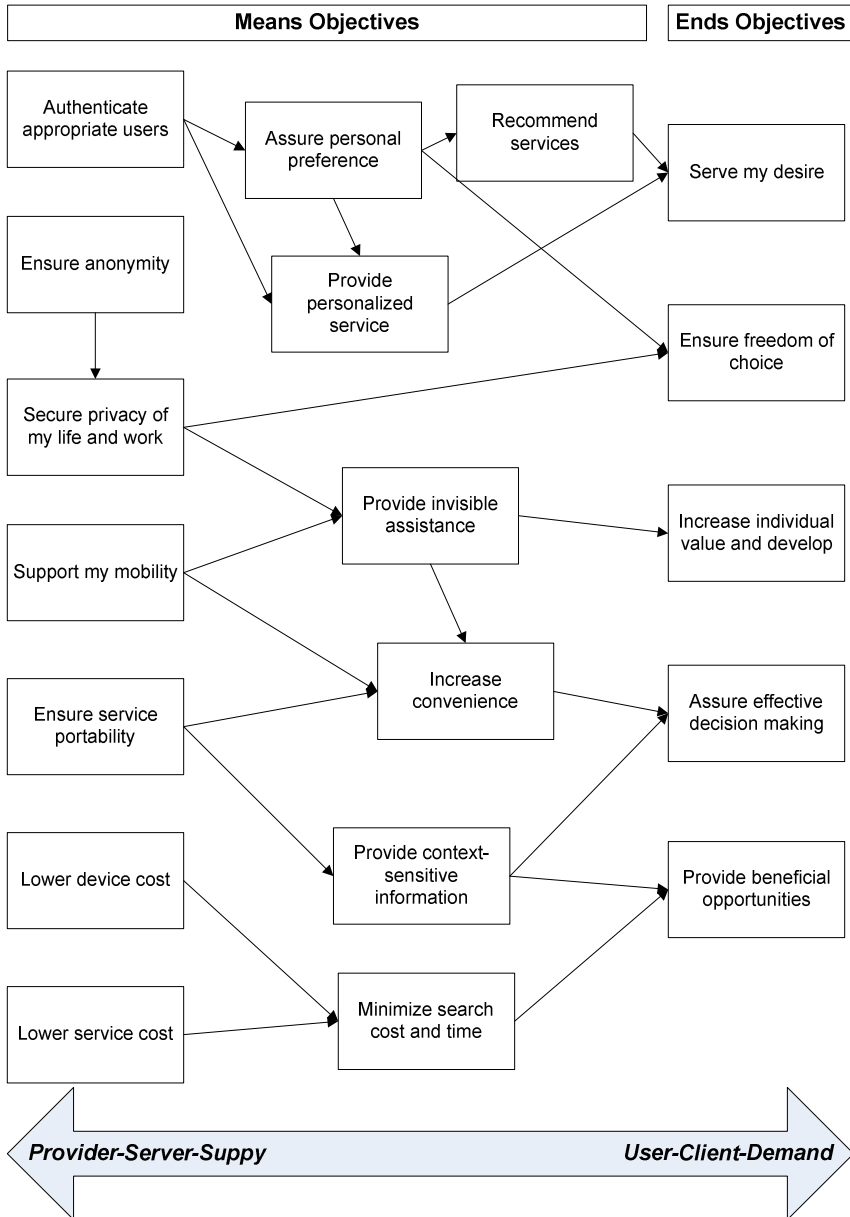 Means Objectives
Ends Objectives
Authenticate
appropriate users
Assure personal
preference
Recommend
services
Serve my desire
Ensure anonymity
Provide
personalized
service
Ensure freedom of
choice
Secure privacy of
my life and work
Provide invisible
assistance
Increase individual
value and develop
Support my mobility
Increase
convenience
Assure effective
decision making
Ensure service
portability
Provide context-
sensitive
information
Provide beneficial
opportunities
Lower device cost
Minimize search
cost and time
Lower service cost
Provider-Server-Suppy
User-Client-Demand